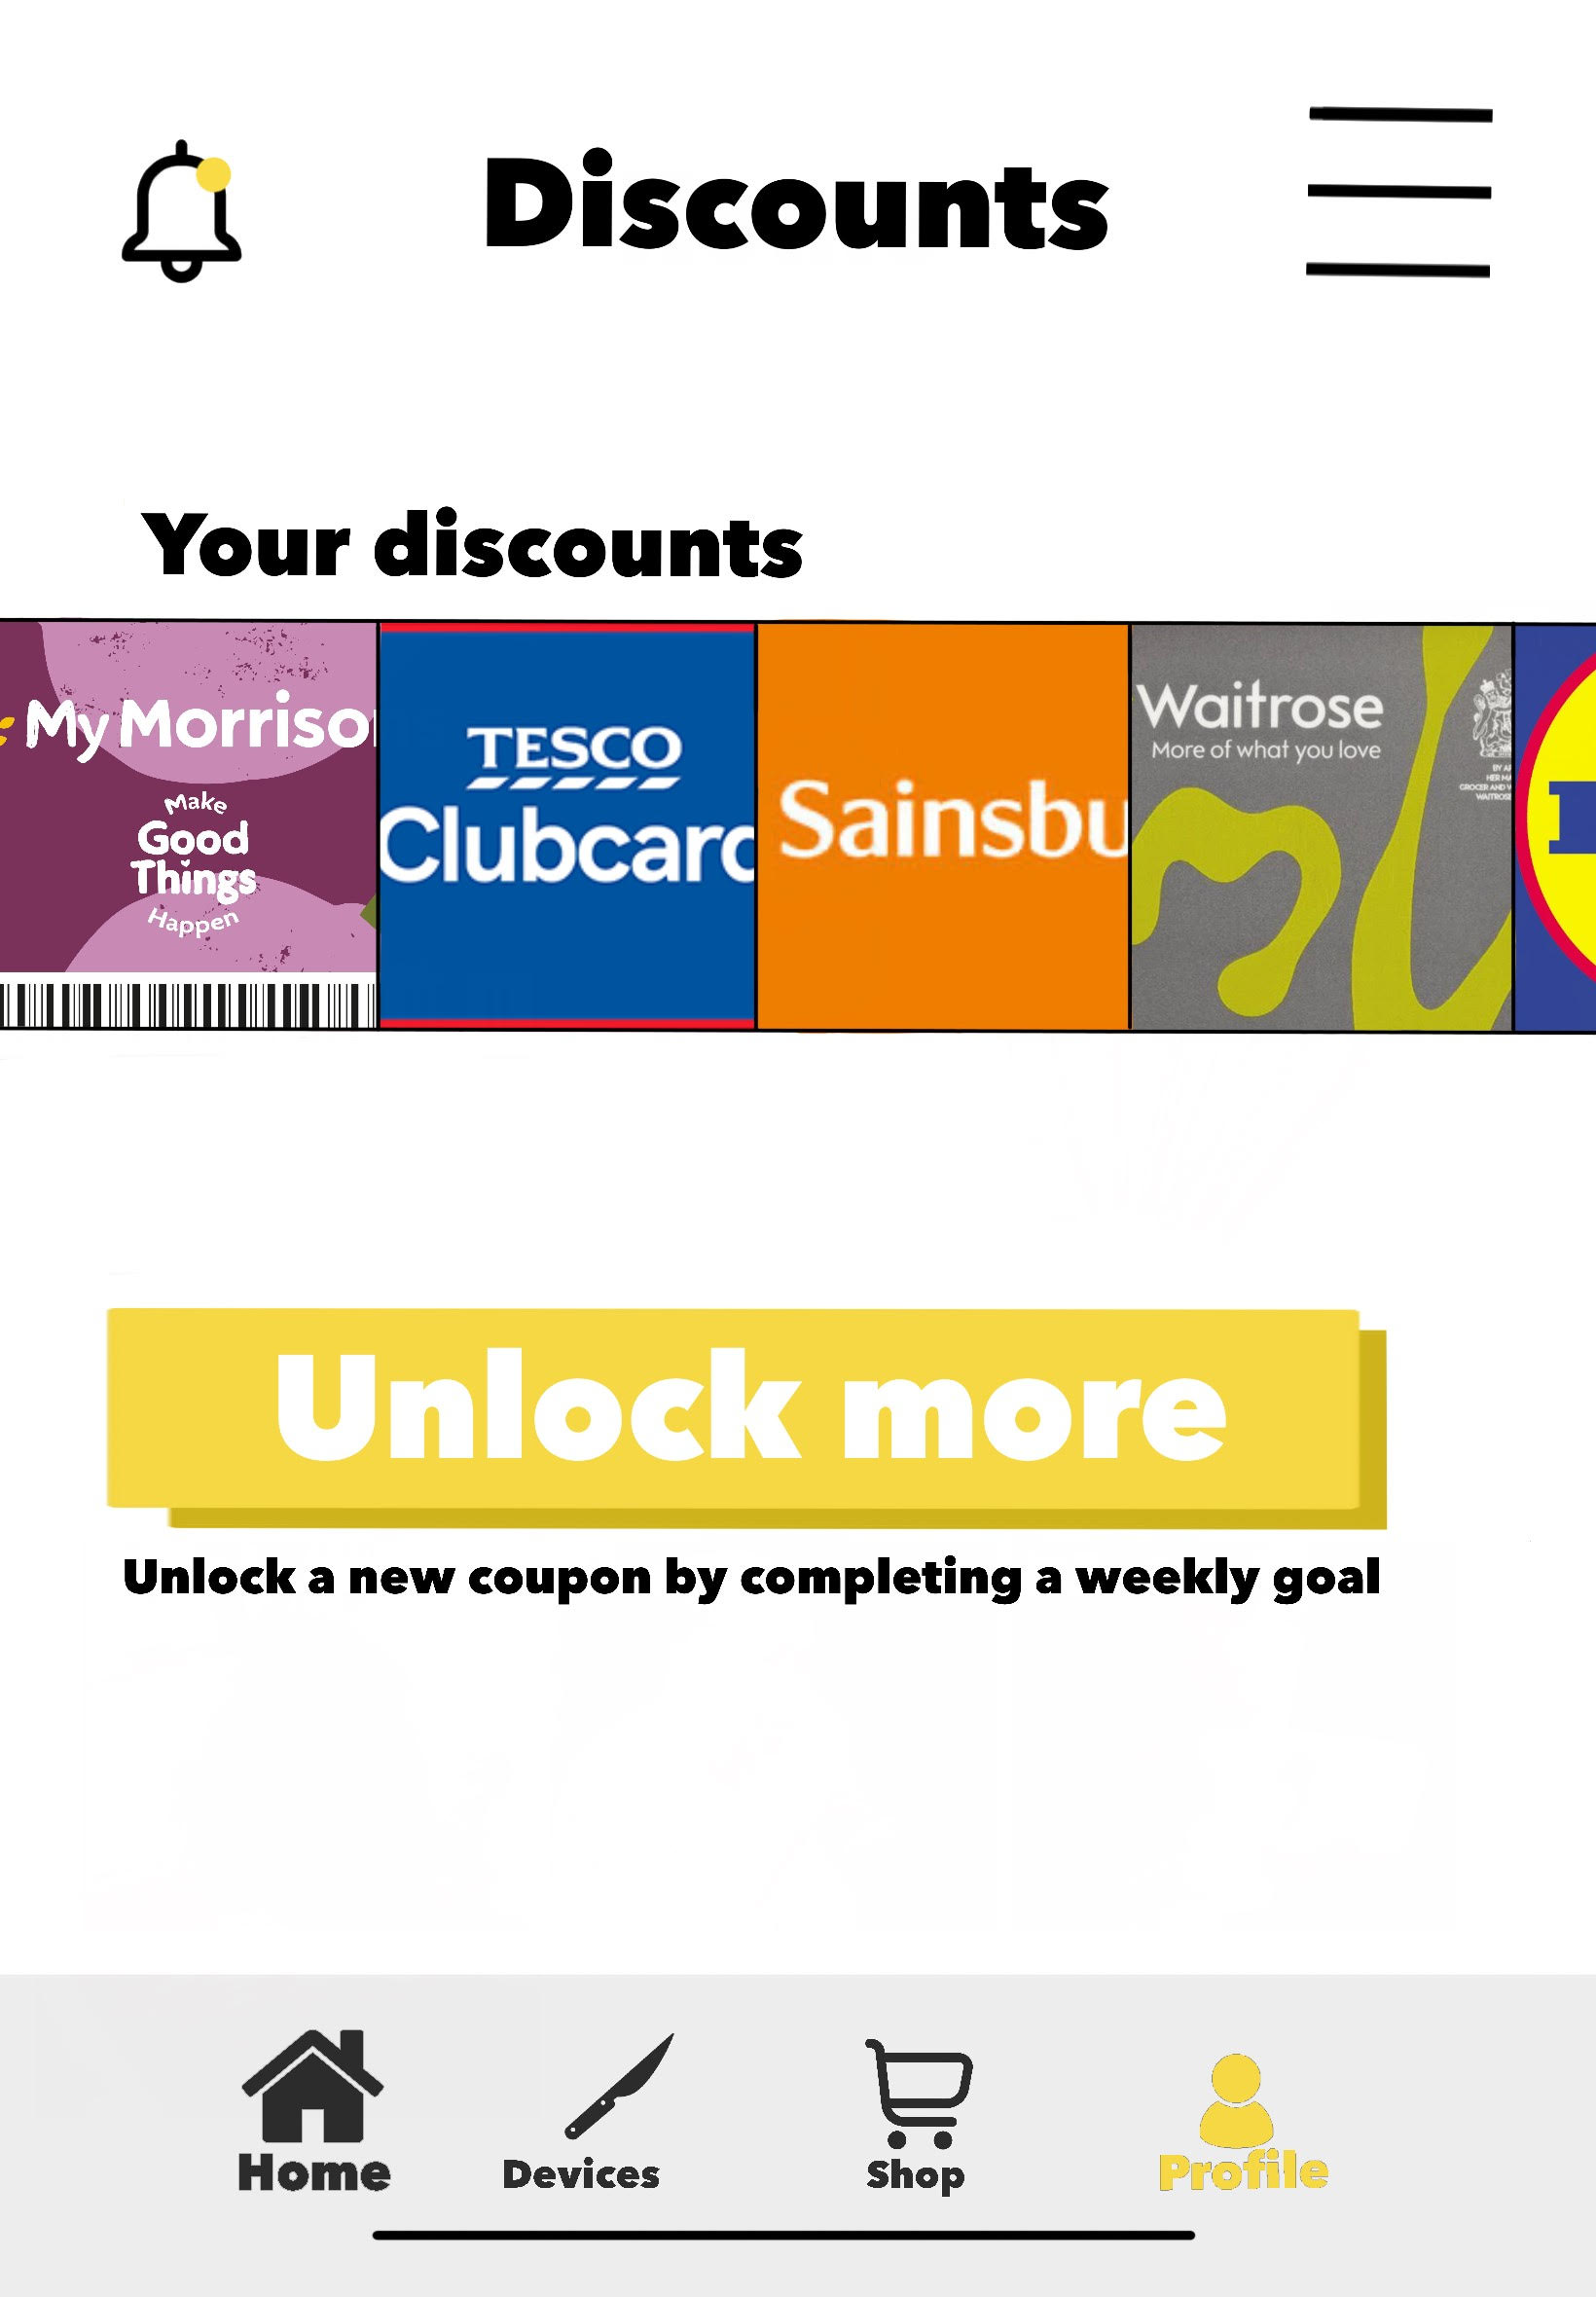 Discounts
Your discounts
My Morriso
Make
Good
Things
Happen
TESCO
Clubcard
Sainsbu
Waitrose
More of what you love
Unlock more
Unlock a new coupon by completing a weekly goal
Home
Devices
Shop
Profile